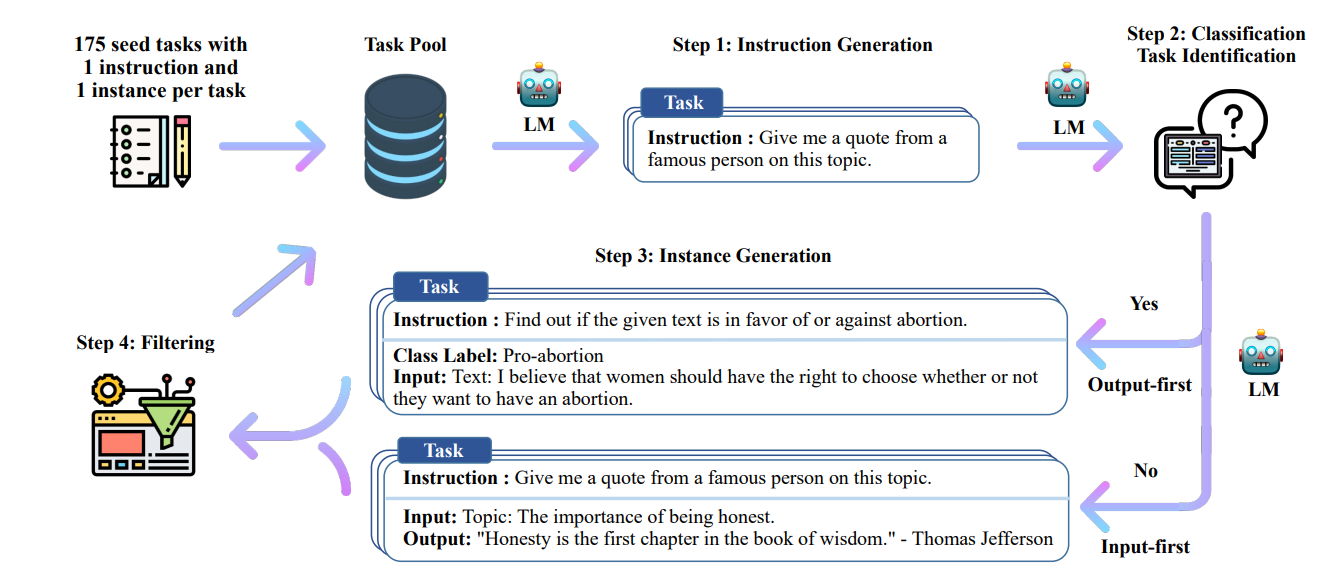 175 seed tasks with
1 instruction and
1 instance per task
Task Pool
LM
Step 1: Instruction Generation
Task
Instruction : Give me a quote from a
famous person on this topic.
LM
Step 2: Classification
Task Identification
Step 3: Instance Generation
Task
Instruction : Find out if the given text is in favor of or against abortion.
Class Label: Pro-abortion
Input: Text: I believe that women should have the right to choose whether or not
they want to have an abortion.
Yes
Output-first
LM
Task
Instruction : Give me a quote from a famous person on this topic.
Input: Topic: The importance of being honest.
Output: "Honesty is the first chapter in the book of wisdom." - Thomas Jefferson
No
Input-first
Step 4: Filtering